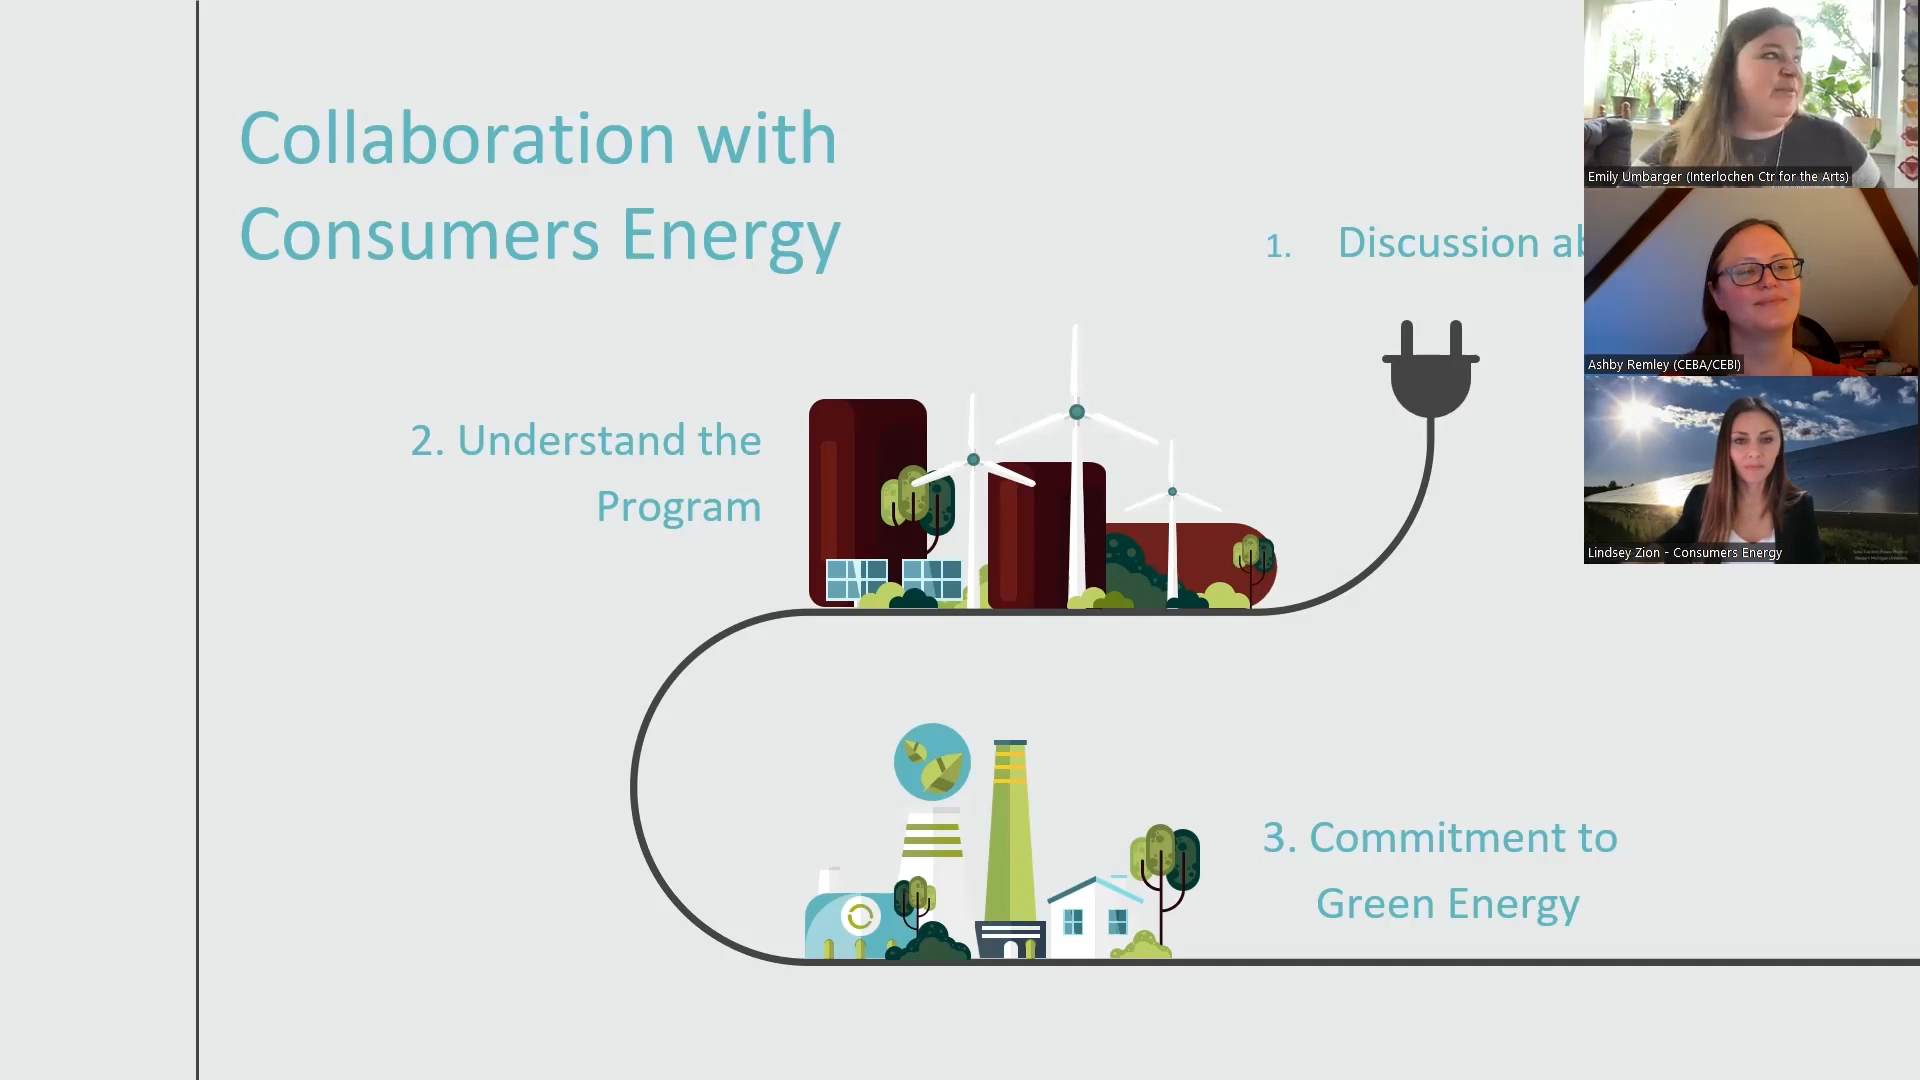 Collaboration with
Consumers Energy
1. Discussion
2. Understand the
Program
3. Commitment to
Green Energy
Emily Umbarger (Interlochen Ctr for the Arts)
Ashby Remley (CEBA/CEBI)
Lindsey Zion - Consumers Energy